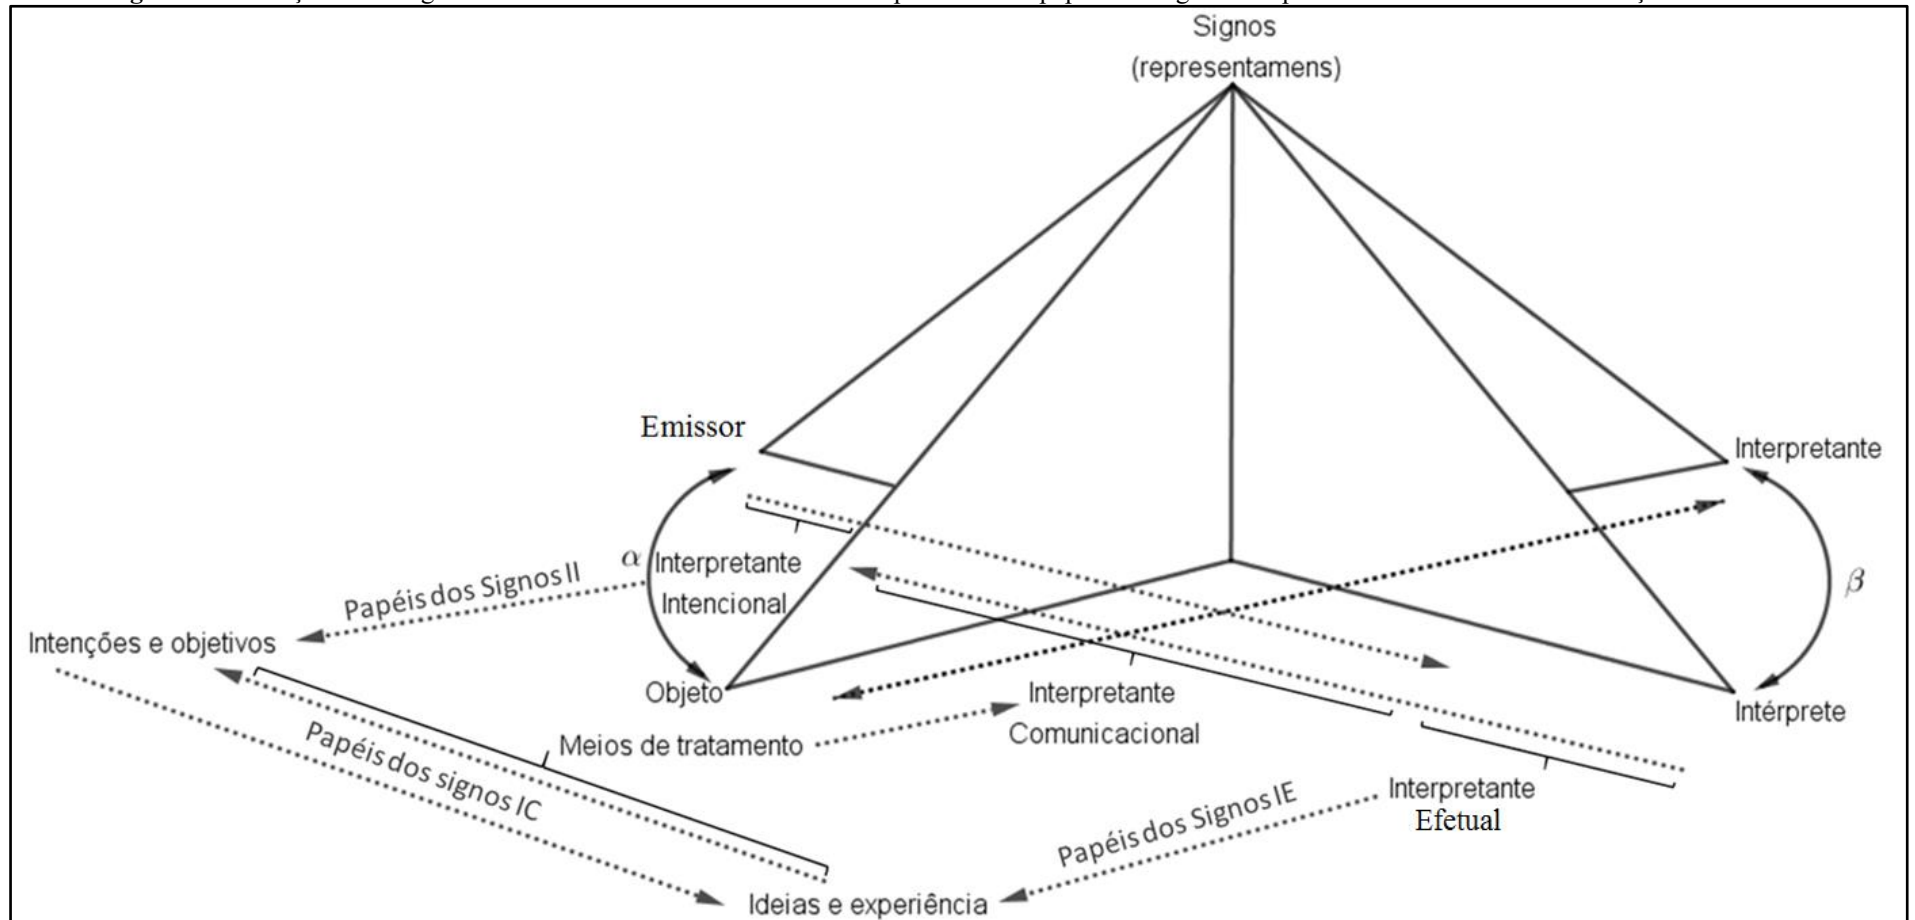 Signos
(representamens)
Emissor
Interpretante
α
Interpretante
Intencional
β
Papéis dos Signos II
Intenções e objetivos
Objeto
Interpretante
Comunicacional
Intérprete
Meios de tratamento
Papéis dos signos IC
Interpretante
Efetual
Papéis dos Signos IE
Ideias e experiência